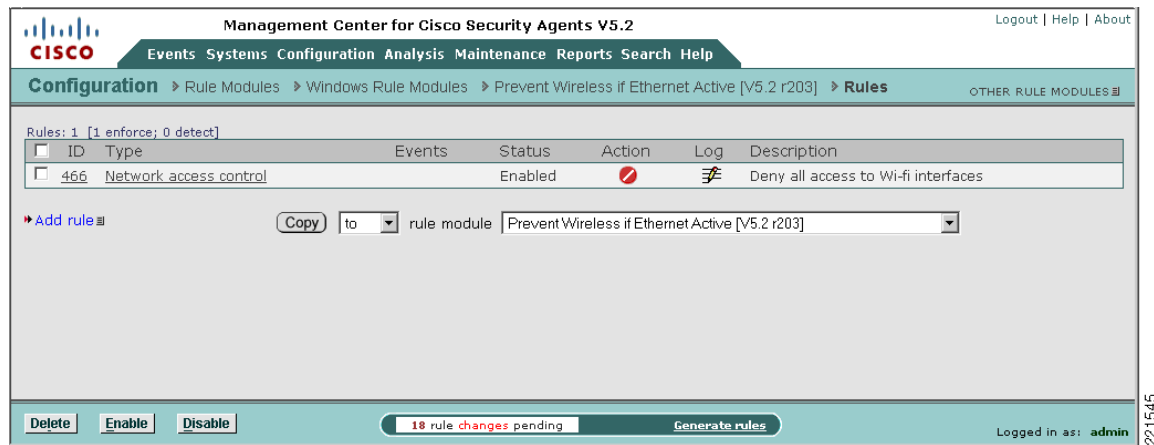 Management Center for Cisco Security Agents V5.2
Logout | Help | About
CISCO
Events Systems Configuration Analysis Maintenance Reports Search Help
Configuration > Rule Modules > Windows Rule Modules > Prevent Wireless if Ethernet Active [V5.2 r203] > Rules
OTHER RULE MODULES
Rules: 1 [1 enforce; 0 detect]
ID Type Events Status Action Log Description
466 Network access control Enabled Deny all access to Wi-fi interfaces
Add rule Copy to rule module Prevent Wireless if Ethernet Active [V5.2 r203]
Delete Enable Disable 18 rule changes pending Generate rules Logged in as: admin
221545